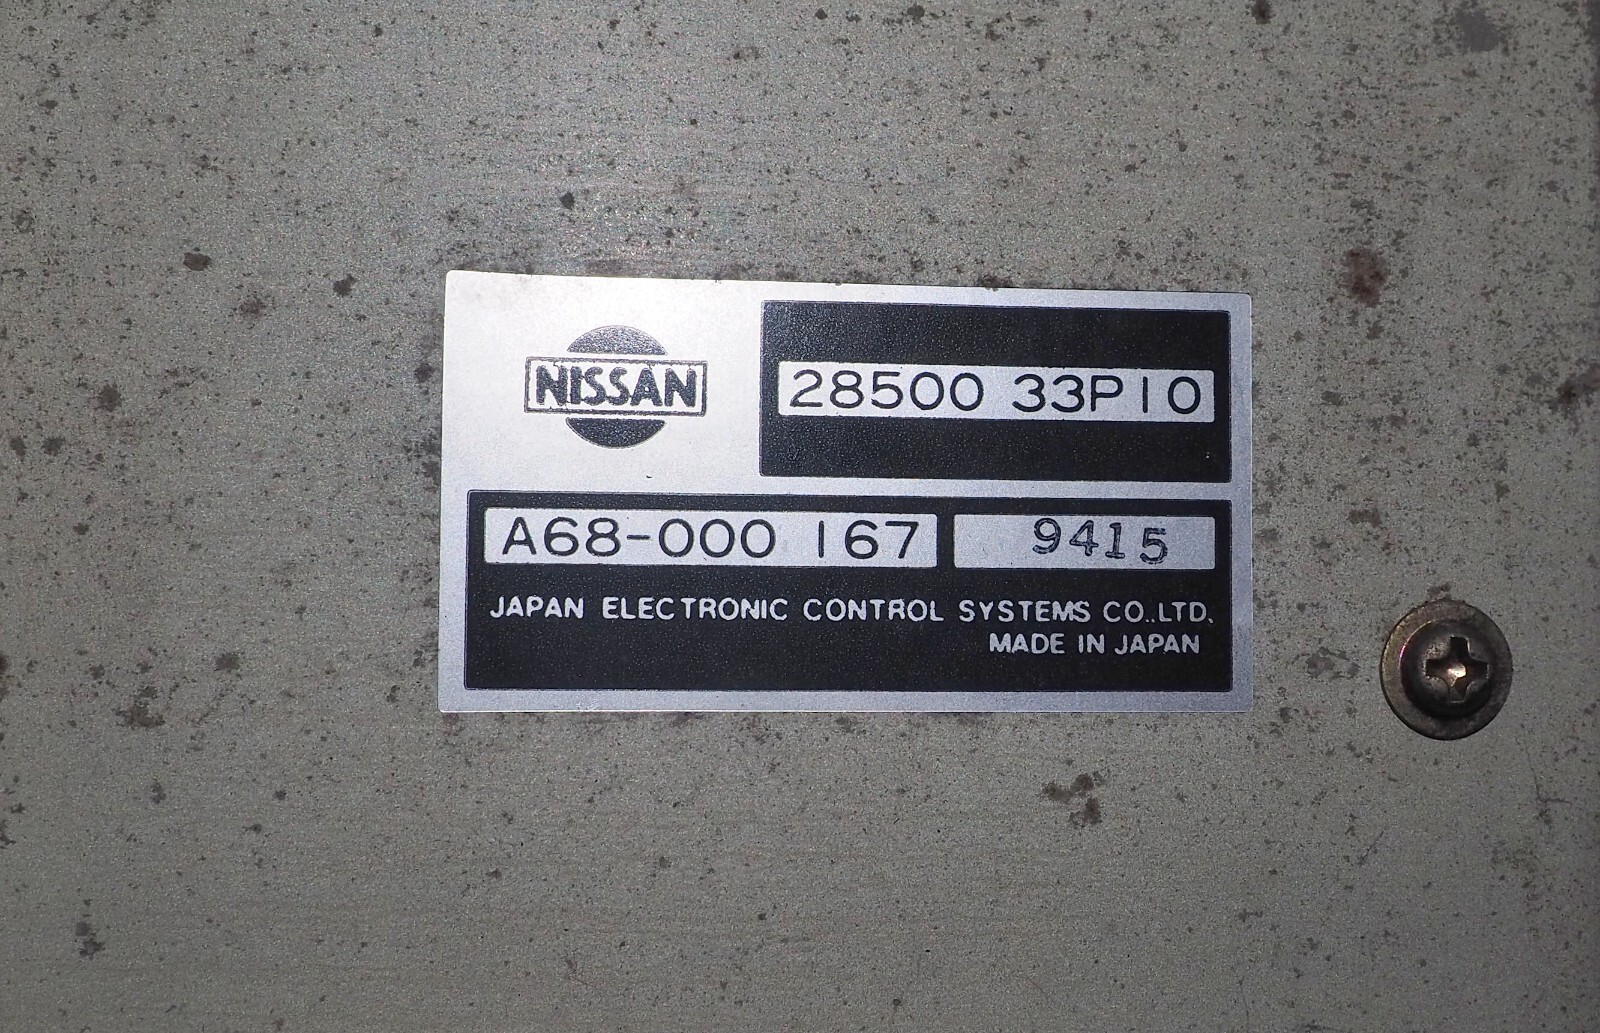 NISSAN
28500 33P10
A68-000 167
9415
JAPAN ELECTRONIC CONTROL SYSTEMS CO.,LTD.
MADE IN JAPAN